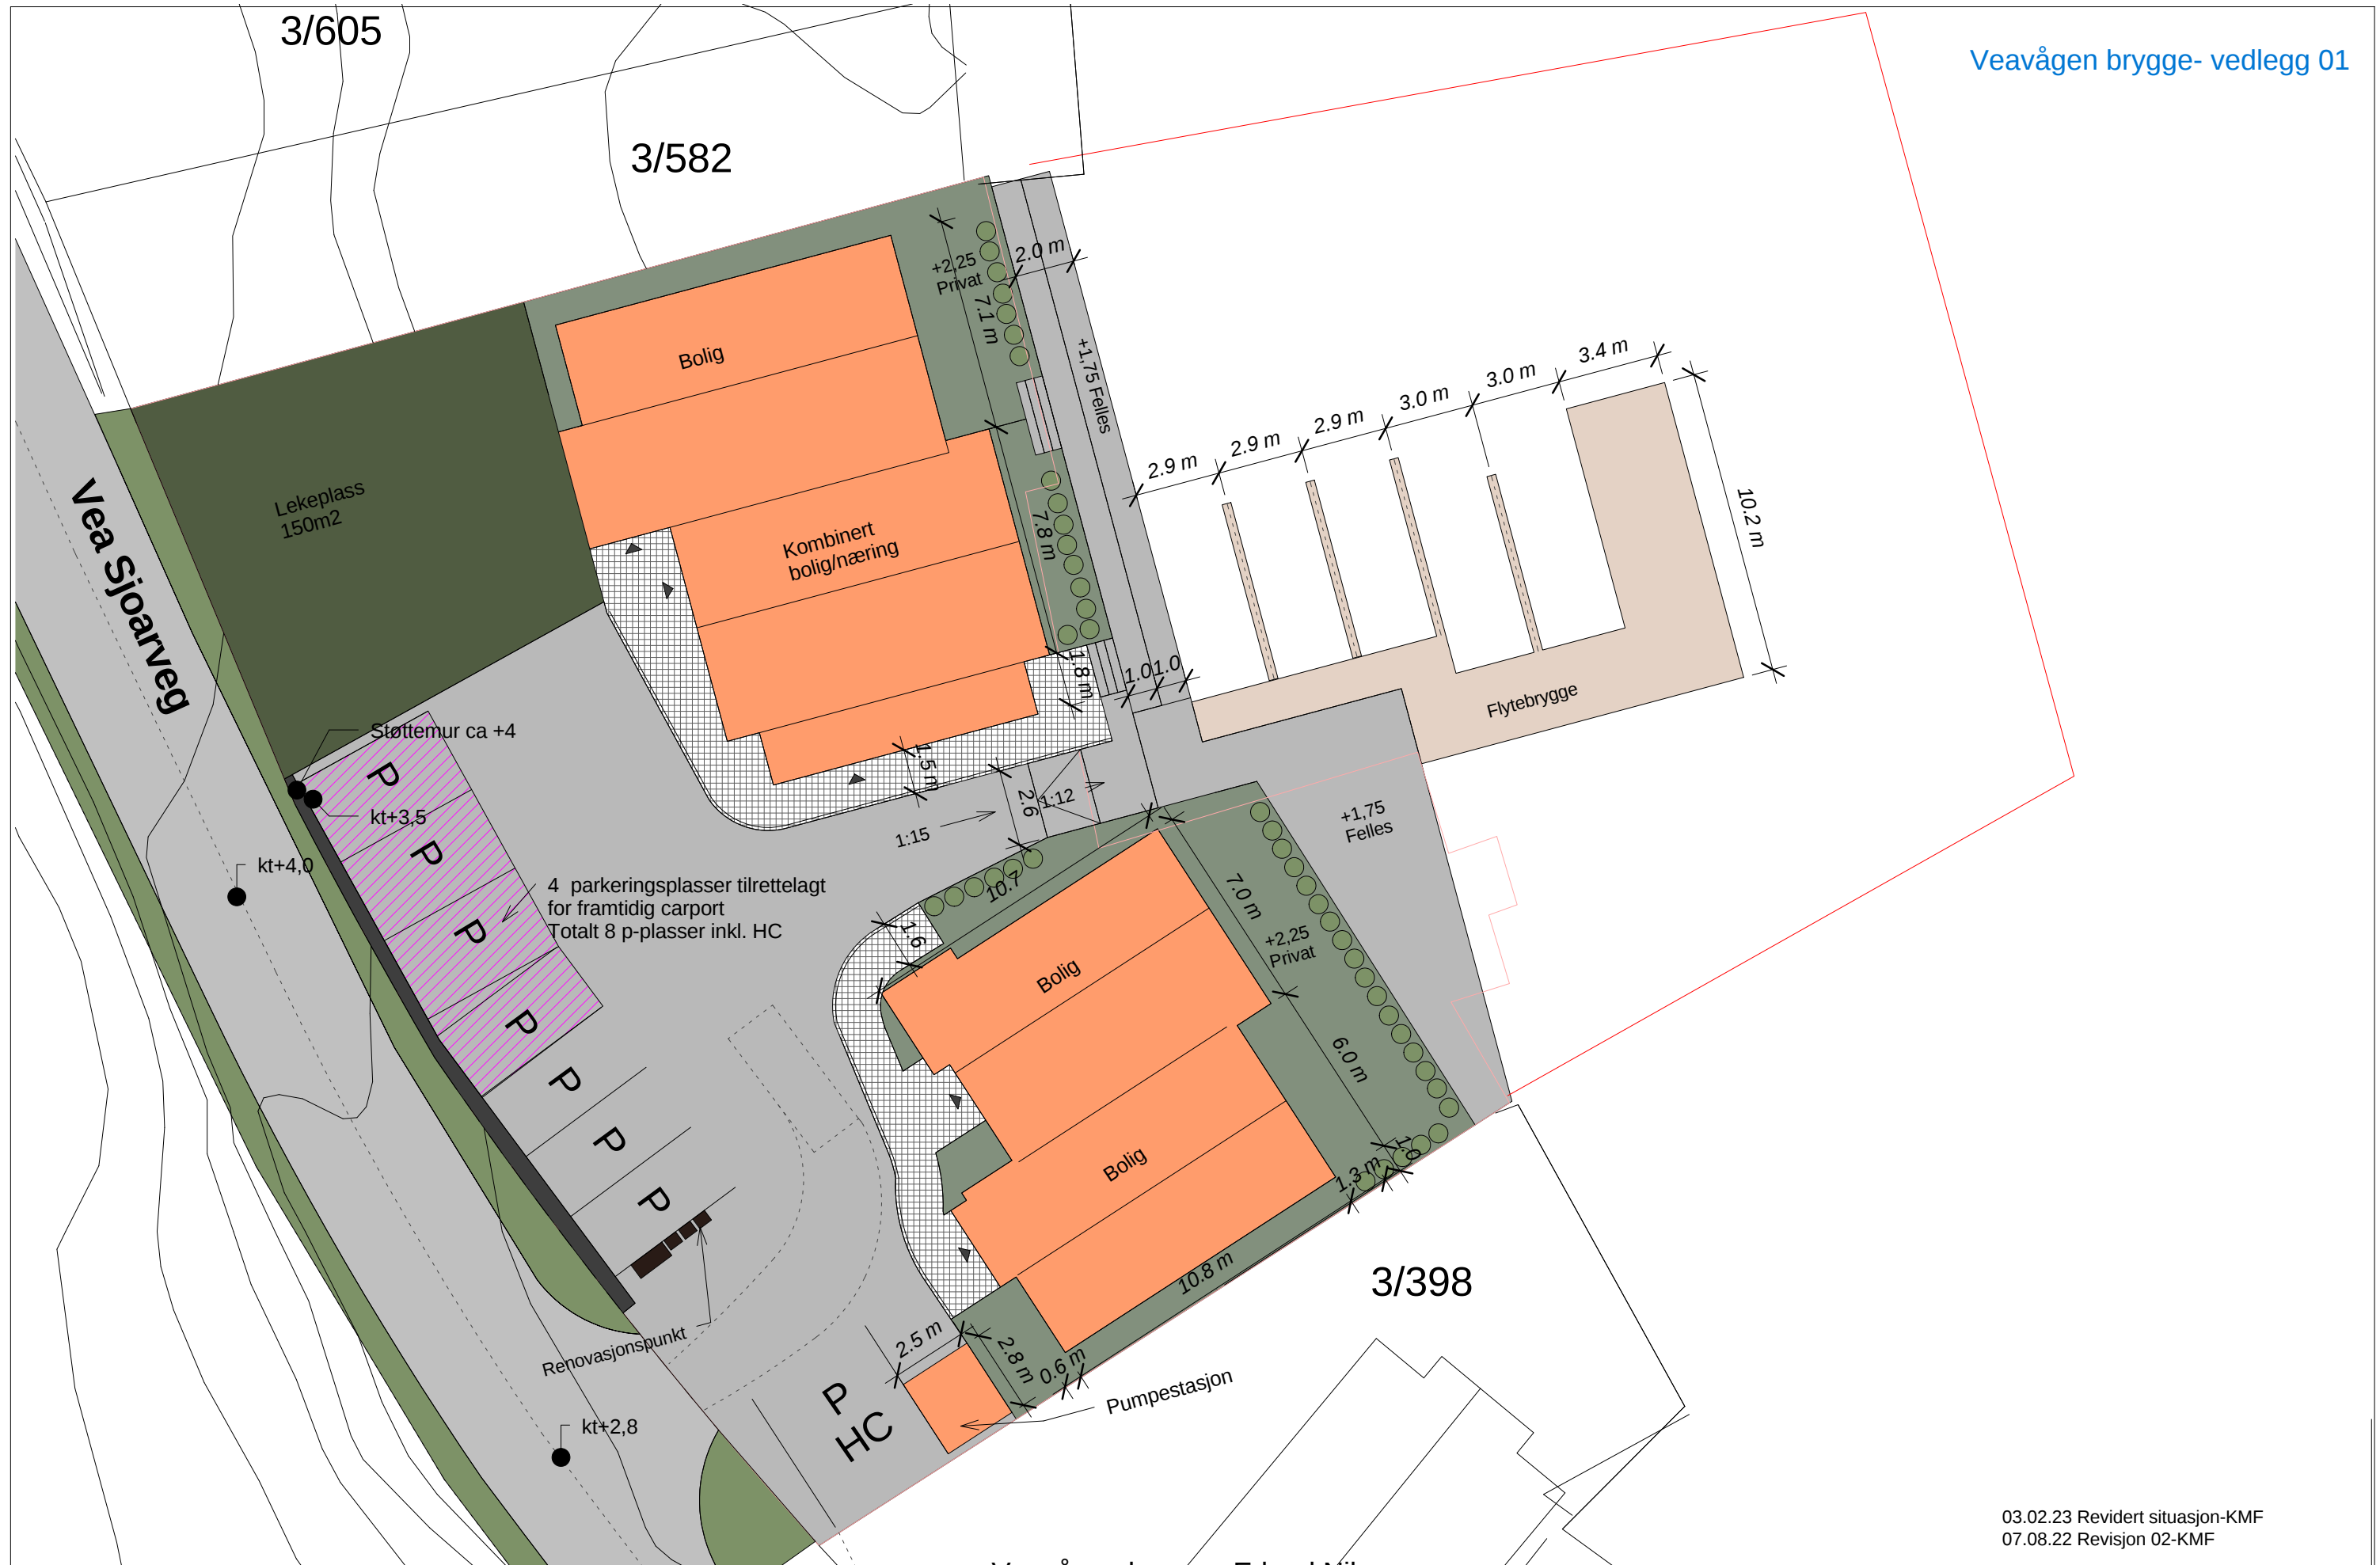 3/605
Veavågen brygge- vedlegg 01
3/582
+2,25
Privat
2.0 m
7.1 m
Bolig
+1,75 Felles
2.9 m
2.9 m
2.9 m
3.0 m
3.0 m
3.4 m
10.2 m
Lekeplass
150m2
Vea Sjoarveg
Kombinert
bolig/næring
7.8 m
1.8 m
1.0
1.0
Flytebrygge
Støttemur ca +4
kt+3,5
kt+4,0
P
P
P
P
P
P
P
1.5 m
2.6
1:12
1:15
+1,75
Felles
4 parkeringsplasser tilrettelagt
for framtidig carport
Totalt 8 p-plasser inkl. HC
10.7
1.6
7.0 m
+2,25
Privat
Bolig
6.0 m
Bolig
1.0
1.3 m
10.8 m
3/398
Renovasjonspunkt
2.5 m
2.8 m
0.6 m
Pumpestasjon
P
HC
kt+2,8
03.02.23 Revidert situasjon-KMF
07.08.22 Revisjon 02-KMF